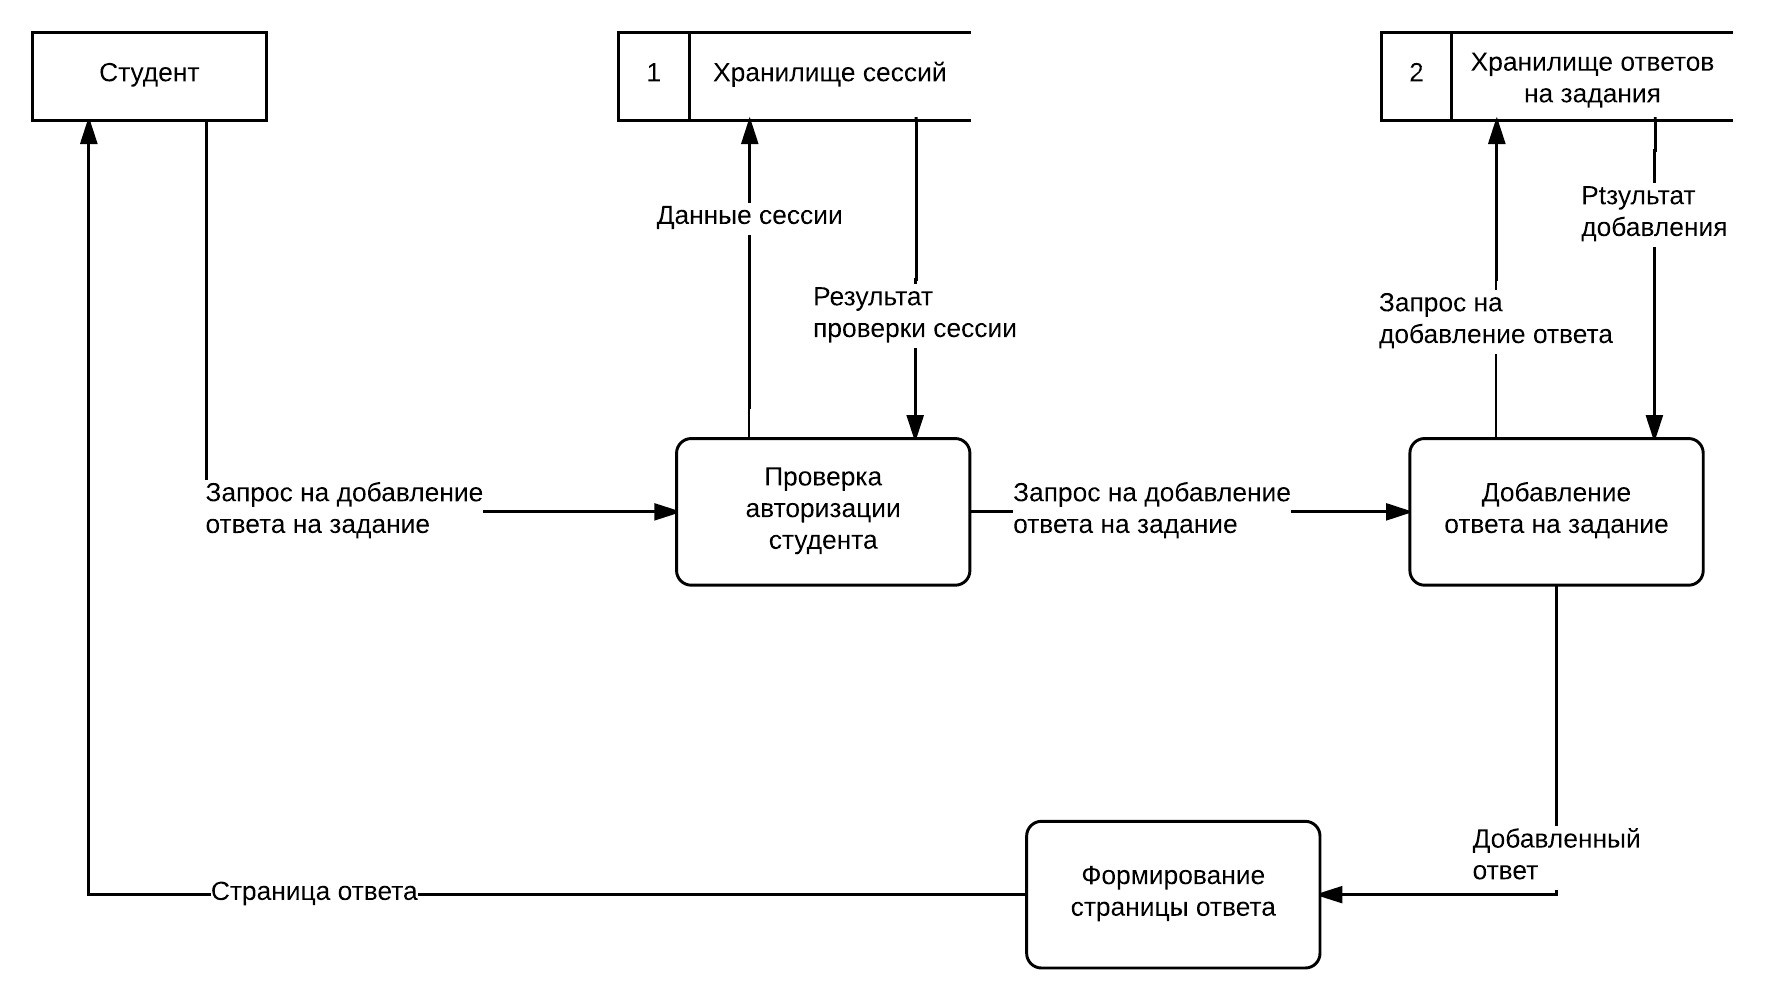 Студент
1
Хранилище сессий
2
Хранилище ответов
на задания
Данные сессии
Результат
проверки сессии
Запрос на
добавление ответа
Ptзультат
добавления
Запрос на добавление
ответа на задание
Проверка
авторизации
студента
Запрос на добавление
ответа на задание
Добавление
ответа на задание
Добавленный
ответ
Формирование
страницы ответа
Страница ответа